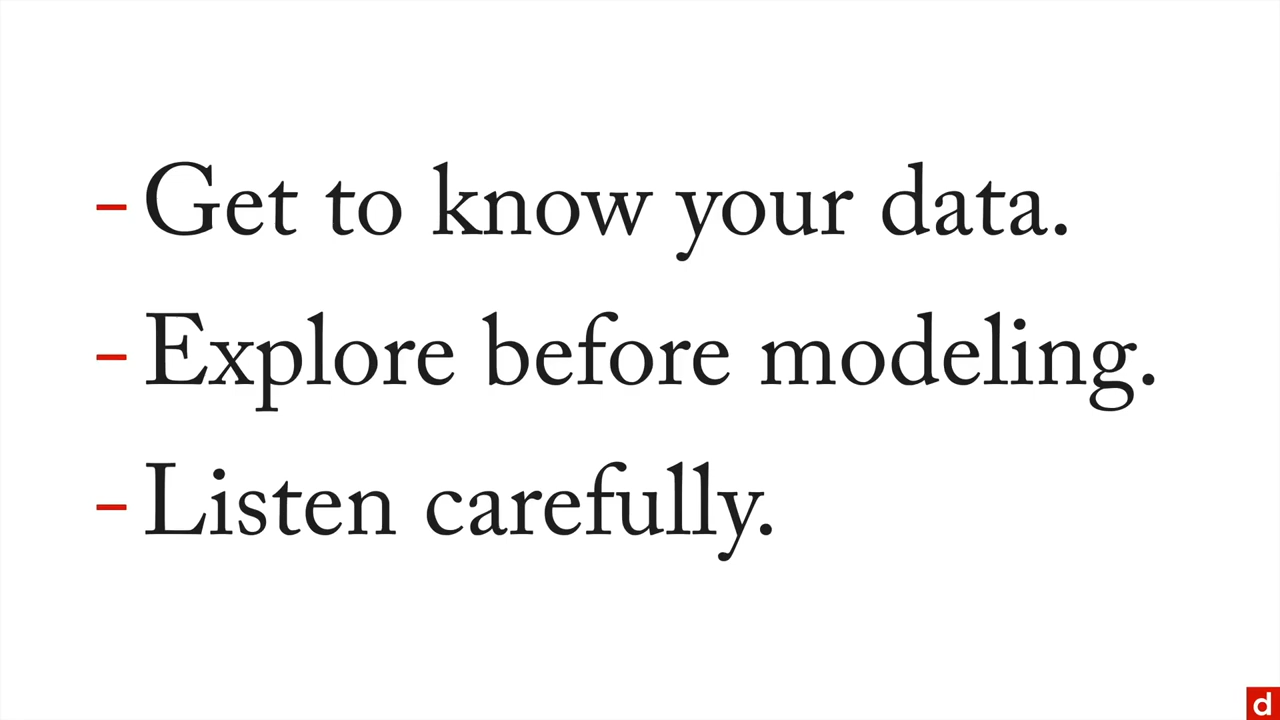 - Get to know your data.
- Explore before modeling.
- Listen carefully.
d